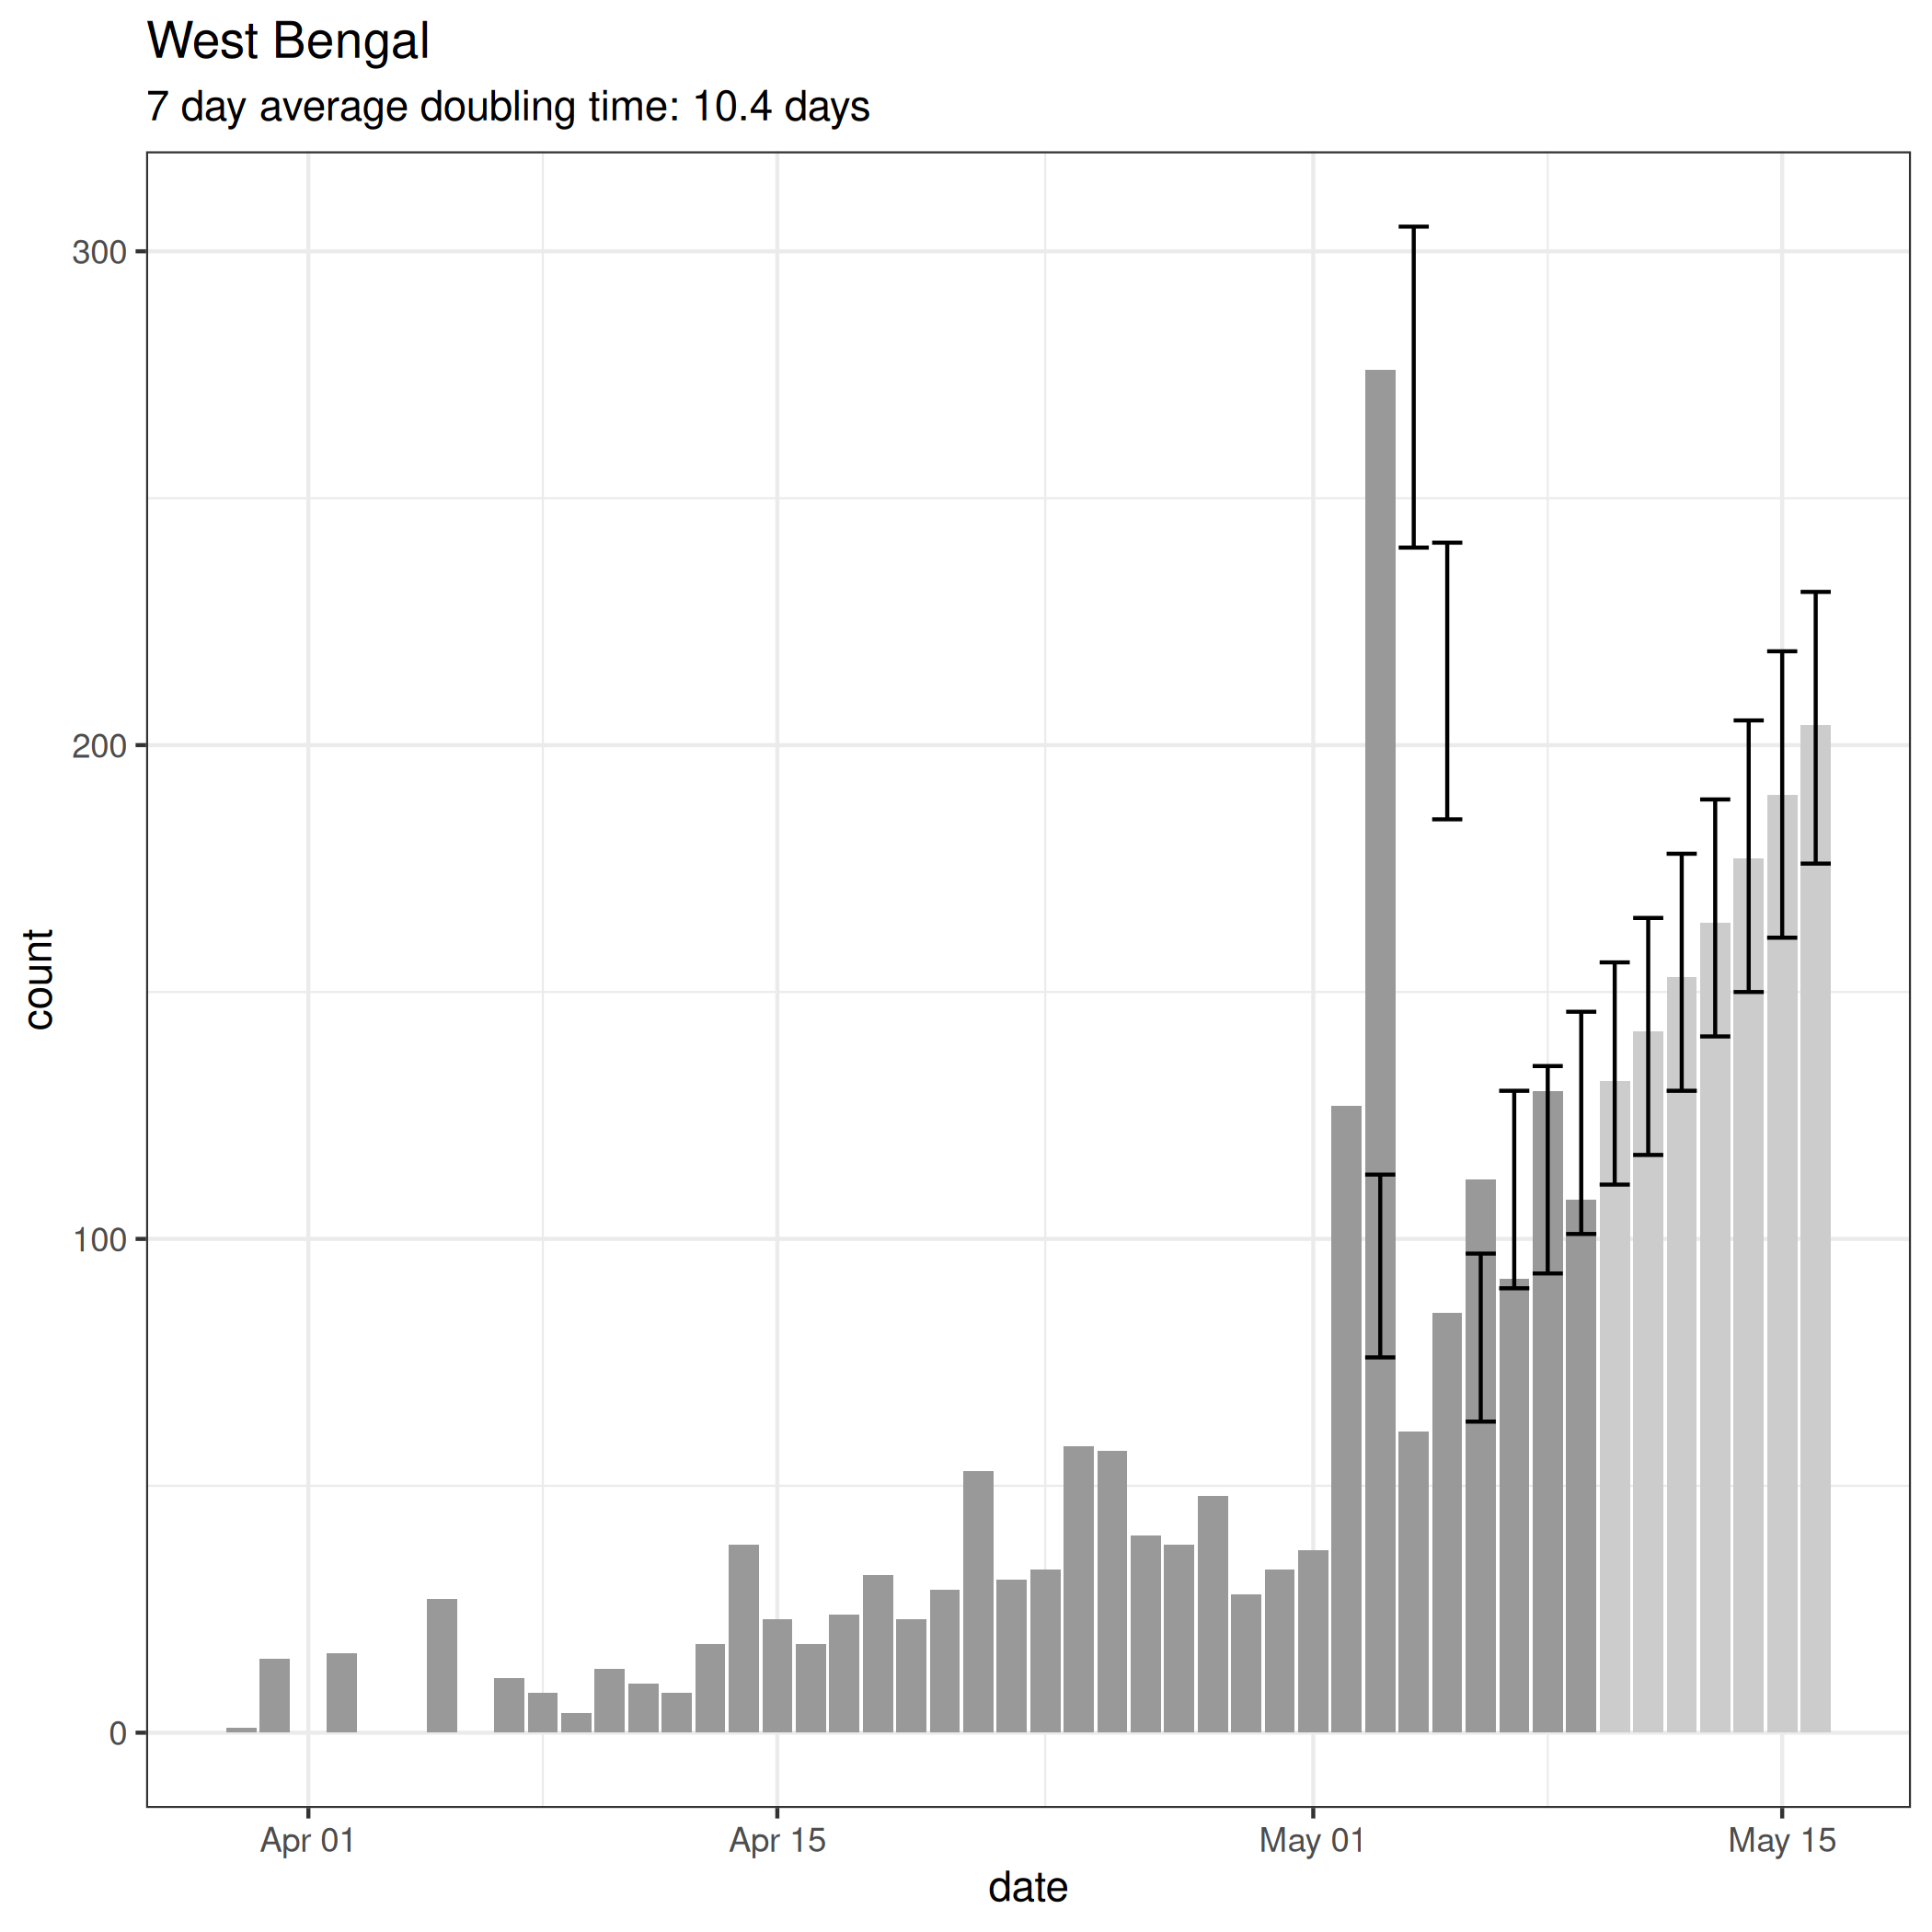 West Bengal
7 day average doubling time: 10.4 days
300
200
100
0
count
Apr 01
Apr 15
May 01
May 15
date